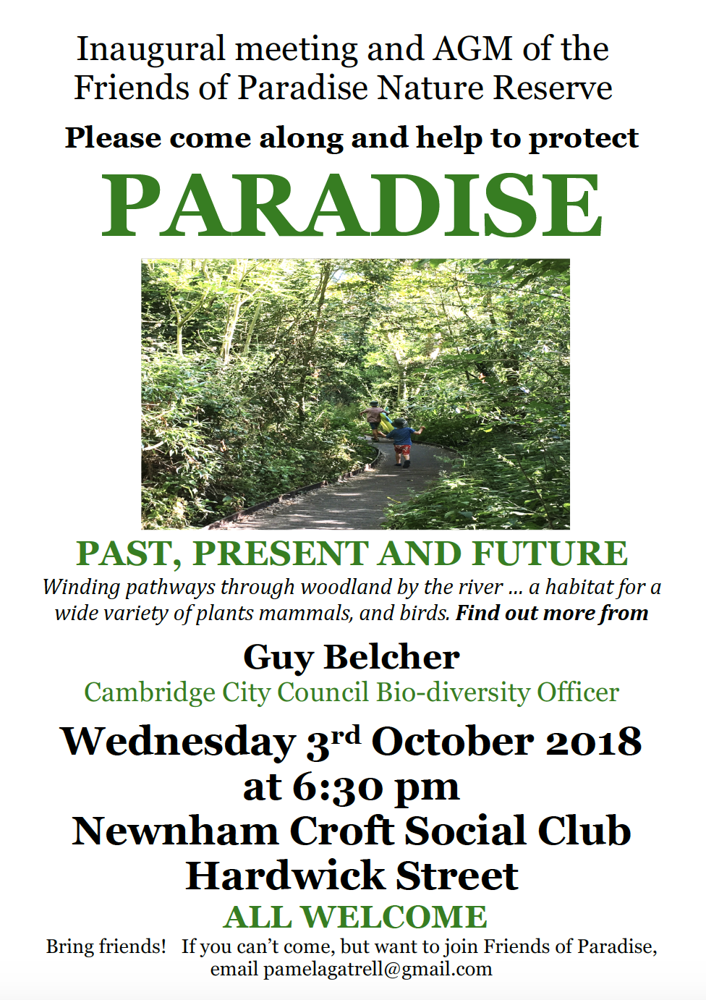 Inaugural meeting and AGM of the
Friends of Paradise Nature Reserve
Please come along and help to protect
PARADISE
PAST, PRESENT AND FUTURE
Winding pathways through woodland by the river ... a habitat for a
wide variety of plants mammals, and birds. Find out more from
Guy Belcher
Cambridge City Council Bio-diversity Officer
Wednesday 3rd October 2018
at 6:30 pm
Newnham Croft Social Club
Hardwick Street
ALL WELCOME
Bring friends!   If you can’t come, but want to join Friends of Paradise,
email pamelagatrell@gmail.com